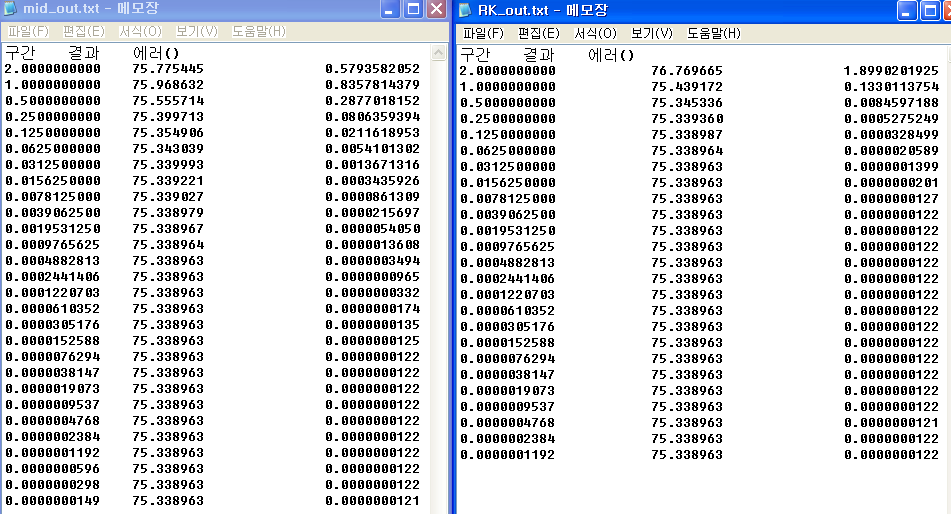 mid_out.txt - 메모장
파일(F) 편집(E) 서식(O) 보기(V) 도움말(H)
구간 결과 에러()
2.0000000000 75.775445 0.5793582052
1.0000000000 75.968632 0.8357814379
0.5000000000 75.555714 0.2877018152
0.2500000000 75.399713 0.0806359394
0.1250000000 75.354906 0.0211618953
0.0625000000 75.343039 0.0054101302
0.0312500000 75.339993 0.0013671316
0.0156250000 75.339221 0.0003435926
0.0078125000 75.339027 0.0000861309
0.0039062500 75.338979 0.0000215697
0.0019531250 75.338967 0.0000054050
0.0009765625 75.338964 0.0000013608
0.0004882813 75.338963 0.0000003494
0.0002441406 75.338963 0.0000000965
0.0001220703 75.338963 0.0000000332
0.0000610352 75.338963 0.0000000174
0.0000305176 75.338963 0.0000000135
0.0000152588 75.338963 0.0000000125
0.0000076294 75.338963 0.0000000122
0.0000038147 75.338963 0.0000000122
0.0000019073 75.338963 0.0000000122
0.0000009537 75.338963 0.0000000122
0.0000004768 75.338963 0.0000000122
0.0000002384 75.338963 0.0000000122
0.0000001192 75.338963 0.0000000122
0.0000000596 75.338963 0.0000000122
0.0000000298 75.338963 0.0000000122
0.0000000149 75.338963 0.0000000121
RK_out.txt - 메모장
파일(F) 편집(E) 서식(O) 보기(V) 도움말(H)
구간 결과 에러()
2.0000000000 76.769665 1.8990201925
1.0000000000 75.439172 0.1330113754
0.5000000000 75.345336 0.0084597188
0.2500000000 75.339360 0.0005275249
0.1250000000 75.338987 0.0000328499
0.0625000000 75.338964 0.0000020589
0.0312500000 75.338963 0.0000001399
0.0156250000 75.338963 0.0000000201
0.0078125000 75.338963 0.0000000127
0.0039062500 75.338963 0.0000000122
0.0019531250 75.338963 0.0000000122
0.0009765625 75.338963 0.0000000122
0.0004882813 75.338963 0.0000000122
0.0002441406 75.338963 0.0000000122
0.0001220703 75.338963 0.0000000122
0.0000610352 75.338963 0.0000000122
0.0000305176 75.338963 0.0000000122
0.0000152588 75.338963 0.0000000122
0.0000076294 75.338963 0.0000000122
0.0000038147 75.338963 0.0000000122
0.0000019073 75.338963 0.0000000122
0.0000009537 75.338963 0.0000000122
0.0000004768 75.338963 0.0000000121
0.0000002384 75.338963 0.0000000122
0.0000001192 75.338963 0.0000000122